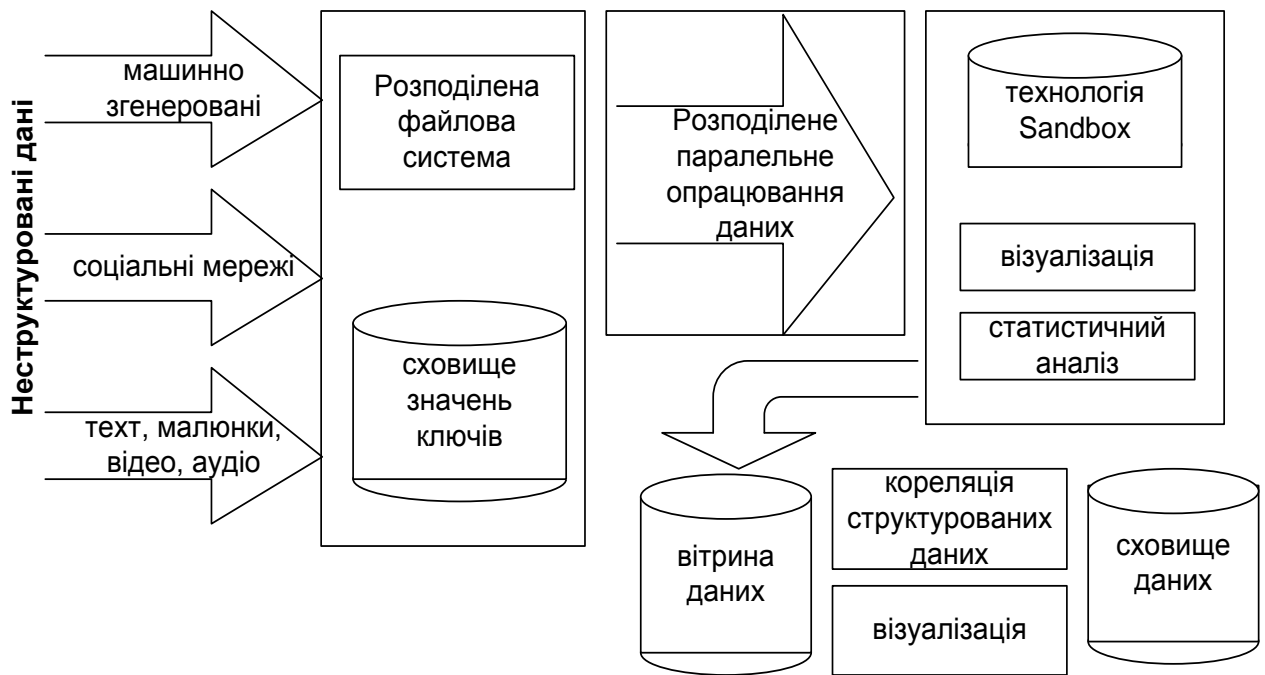 Неструктуровані дані
машинно
згенеровані
соціальні мережі
техт, малюнки,
відео, аудіо
Розподілена
файлова
система
сховище
значень
ключів
Розподілене
паралельне
опрацювання
даних
технологія
Sandbox
візуалізація
статистичний
аналіз
вітрина
даних
кореляція
структурованих
даних
візуалізація
сховище
даних